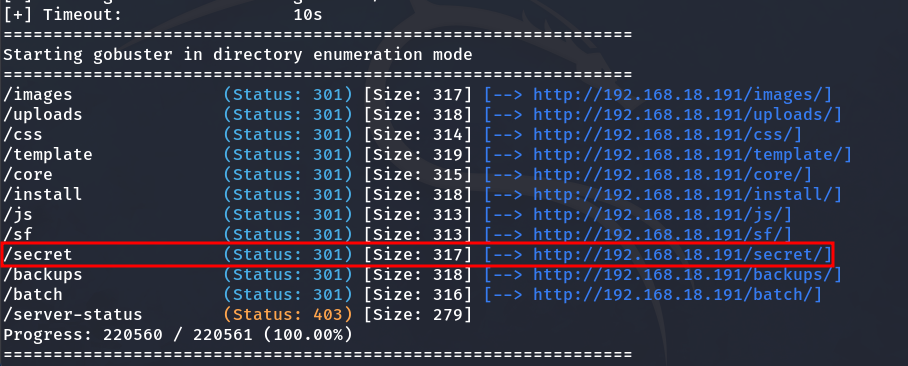 [+] Timeout:                 10s
===============================================================
Starting gobuster in directory enumeration mode
===============================================================
/images               (Status: 301) [Size: 317] [--> http://192.168.18.191/images/]
/uploads              (Status: 301) [Size: 318] [--> http://192.168.18.191/uploads/]
/css                  (Status: 301) [Size: 314] [--> http://192.168.18.191/css/]
/template             (Status: 301) [Size: 319] [--> http://192.168.18.191/template/]
/core                 (Status: 301) [Size: 315] [--> http://192.168.18.191/core/]
/install              (Status: 301) [Size: 318] [--> http://192.168.18.191/install/]
/js                   (Status: 301) [Size: 313] [--> http://192.168.18.191/js/]
/sf                   (Status: 301) [Size: 313] [--> http://192.168.18.191/sf/]
/secret               (Status: 301) [Size: 317] [--> http://192.168.18.191/secret/]
/backups              (Status: 301) [Size: 318] [--> http://192.168.18.191/backups/]
/batch                (Status: 301) [Size: 316] [--> http://192.168.18.191/batch/]
/server-status        (Status: 403) [Size: 279]
Progress: 220560 / 220561 (100.00%)
===============================================================